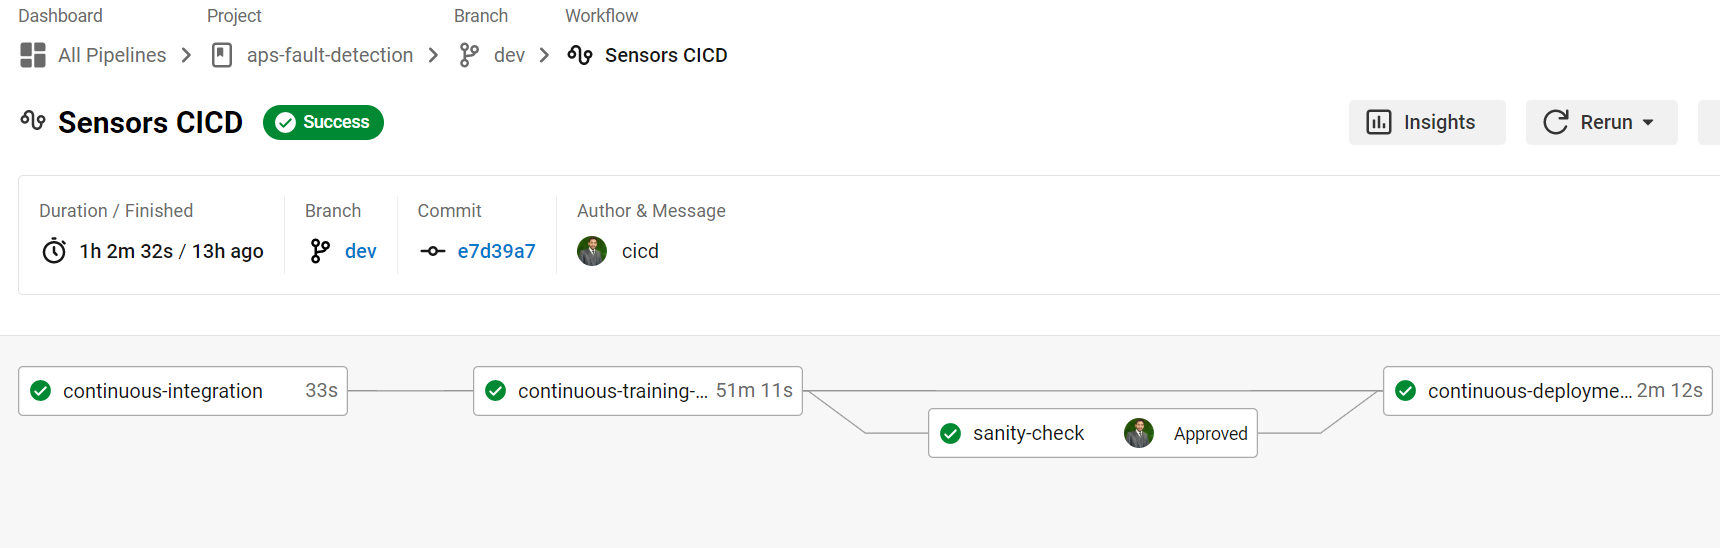 Dashboard Project Branch Workflow
All Pipelines aps-fault-detection dev Sensors CICD
Sensors CICD Success Insights Rerun
Duration / Finished Branch Commit Author & Message
1h 2m 32s / 13h ago dev e7d39a7 cicd
continuous-integration 33s continuous-training-... 51m 11s continuous-deployme... 2m 12s
sanity-check Approved